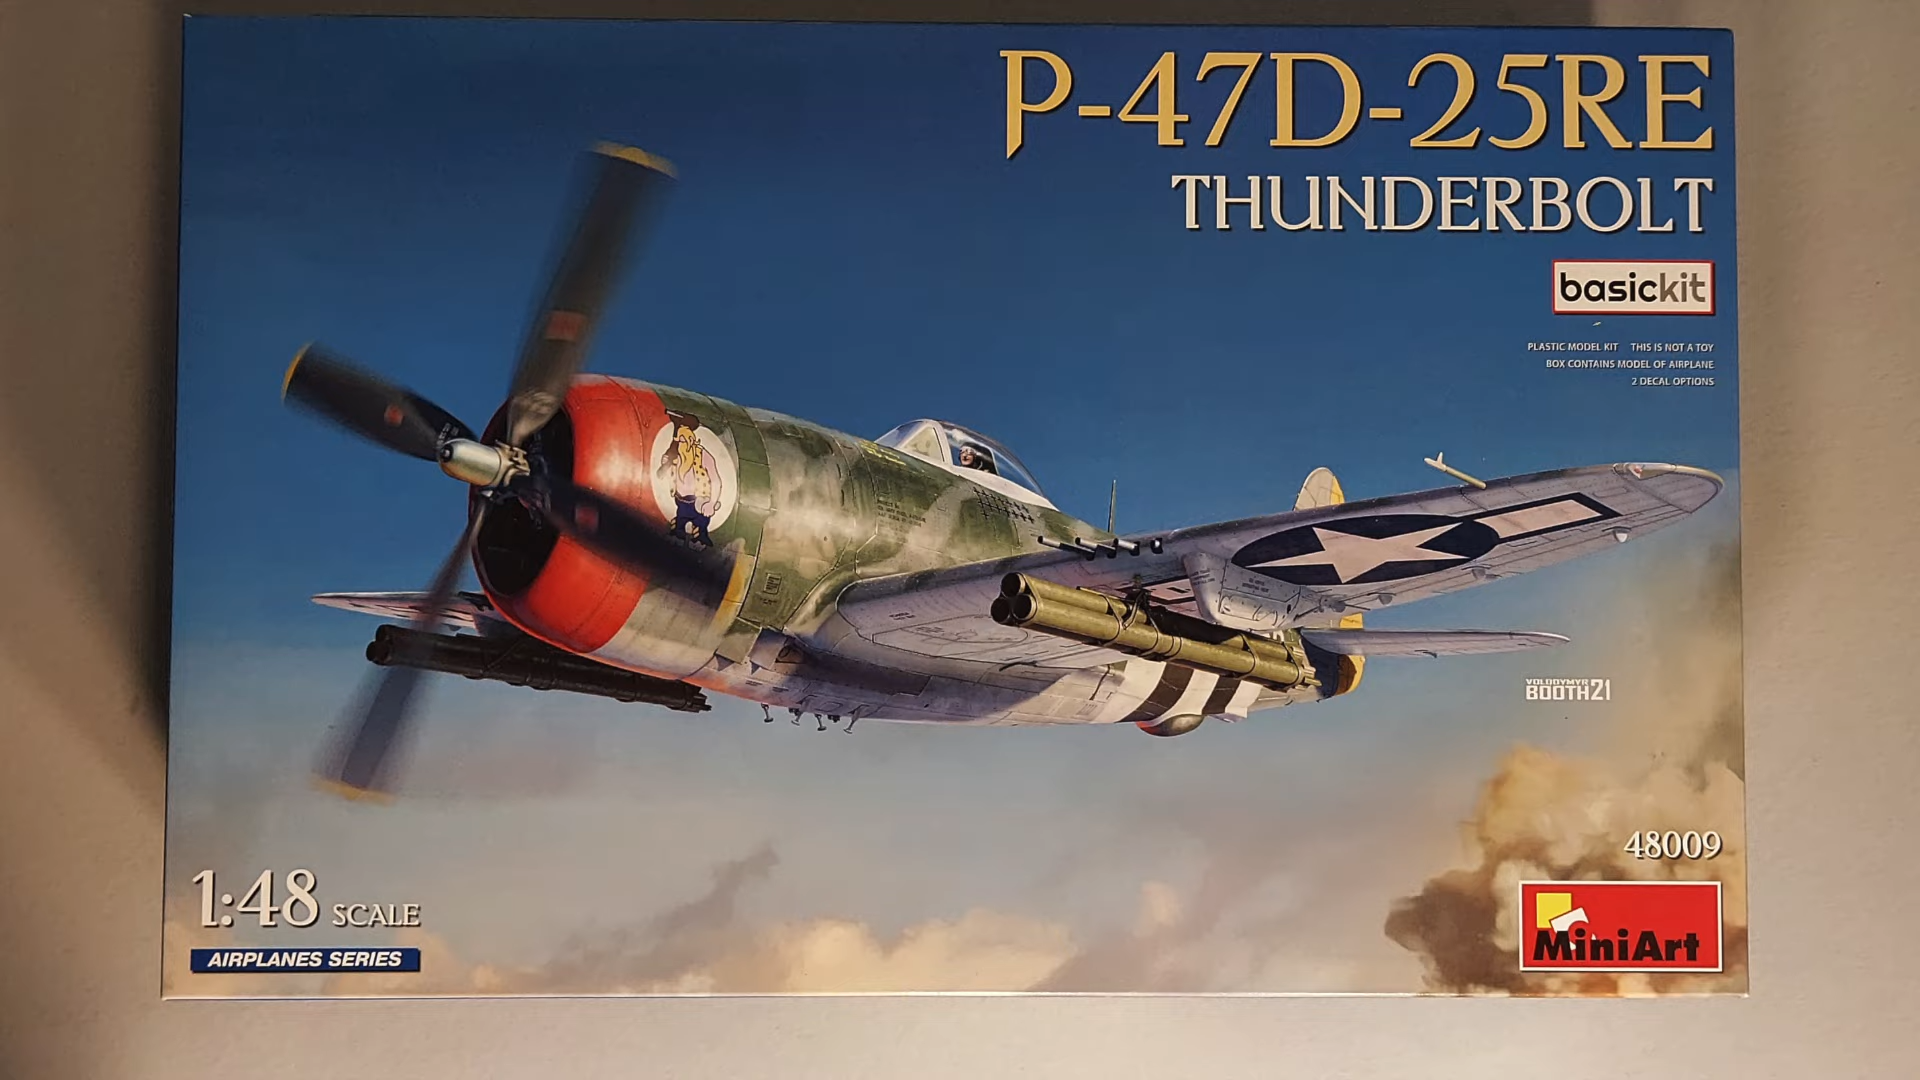 P-47D-25RE
THUNDERBOLT
basickit
PLASTIC MODEL KIT THIS IS NOT A TOY
BOX CONTAINS MODEL OF AIRPLANE
2 DECAL OPTIONS
VOLODYMYR
BOOTH21
48009
1:48 SCALE
AIRPLANES SERIES
MiniArt